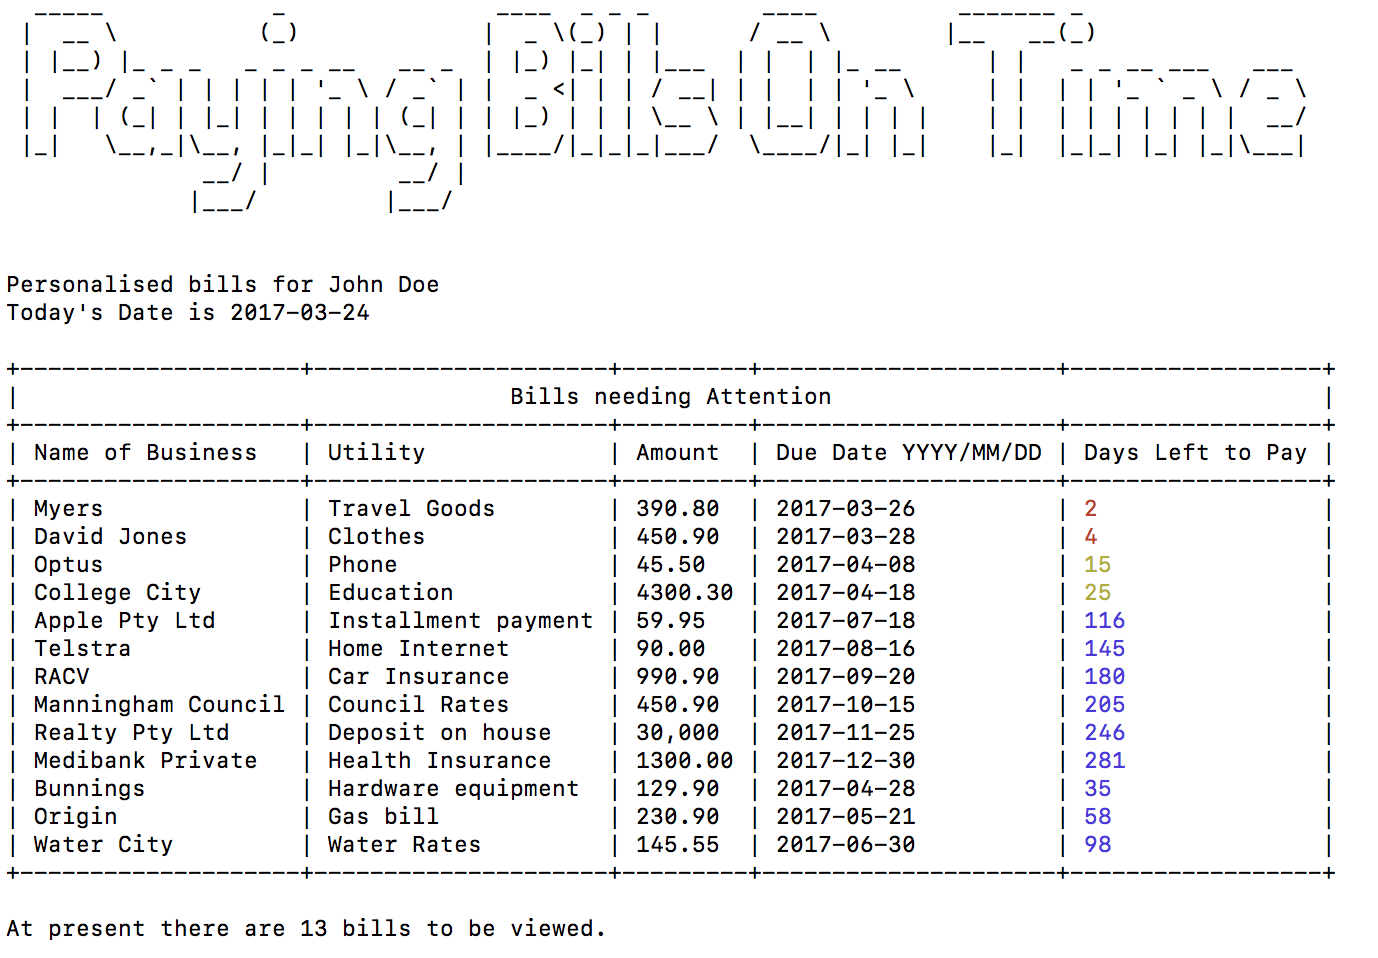 Paying Bills On Time
Personalised bills for John Doe
Today's Date is 2017-03-24
Bills needing Attention
Name of Business | Utility | Amount | Due Date YYYY/MM/DD | Days Left to Pay
Myers | Travel Goods | 390.80 | 2017-03-26 | 2
David Jones | Clothes | 450.90 | 2017-03-28 | 4
Optus | Phone | 45.50 | 2017-04-08 | 15
College City | Education | 4300.30 | 2017-04-18 | 25
Apple Pty Ltd | Installment payment | 59.95 | 2017-07-18 | 116
Telstra | Home Internet | 90.00 | 2017-08-16 | 145
RACV | Car Insurance | 990.90 | 2017-09-20 | 180
Manningham Council | Council Rates | 450.90 | 2017-10-15 | 205
Realty Pty Ltd | Deposit on house | 30,000 | 2017-11-25 | 246
Medibank Private | Health Insurance | 1300.00 | 2017-12-30 | 281
Bunnings | Hardware equipment | 129.90 | 2017-04-28 | 35
Origin | Gas bill | 230.90 | 2017-05-21 | 58
Water City | Water Rates | 145.55 | 2017-06-30 | 98
At present there are 13 bills to be viewed.